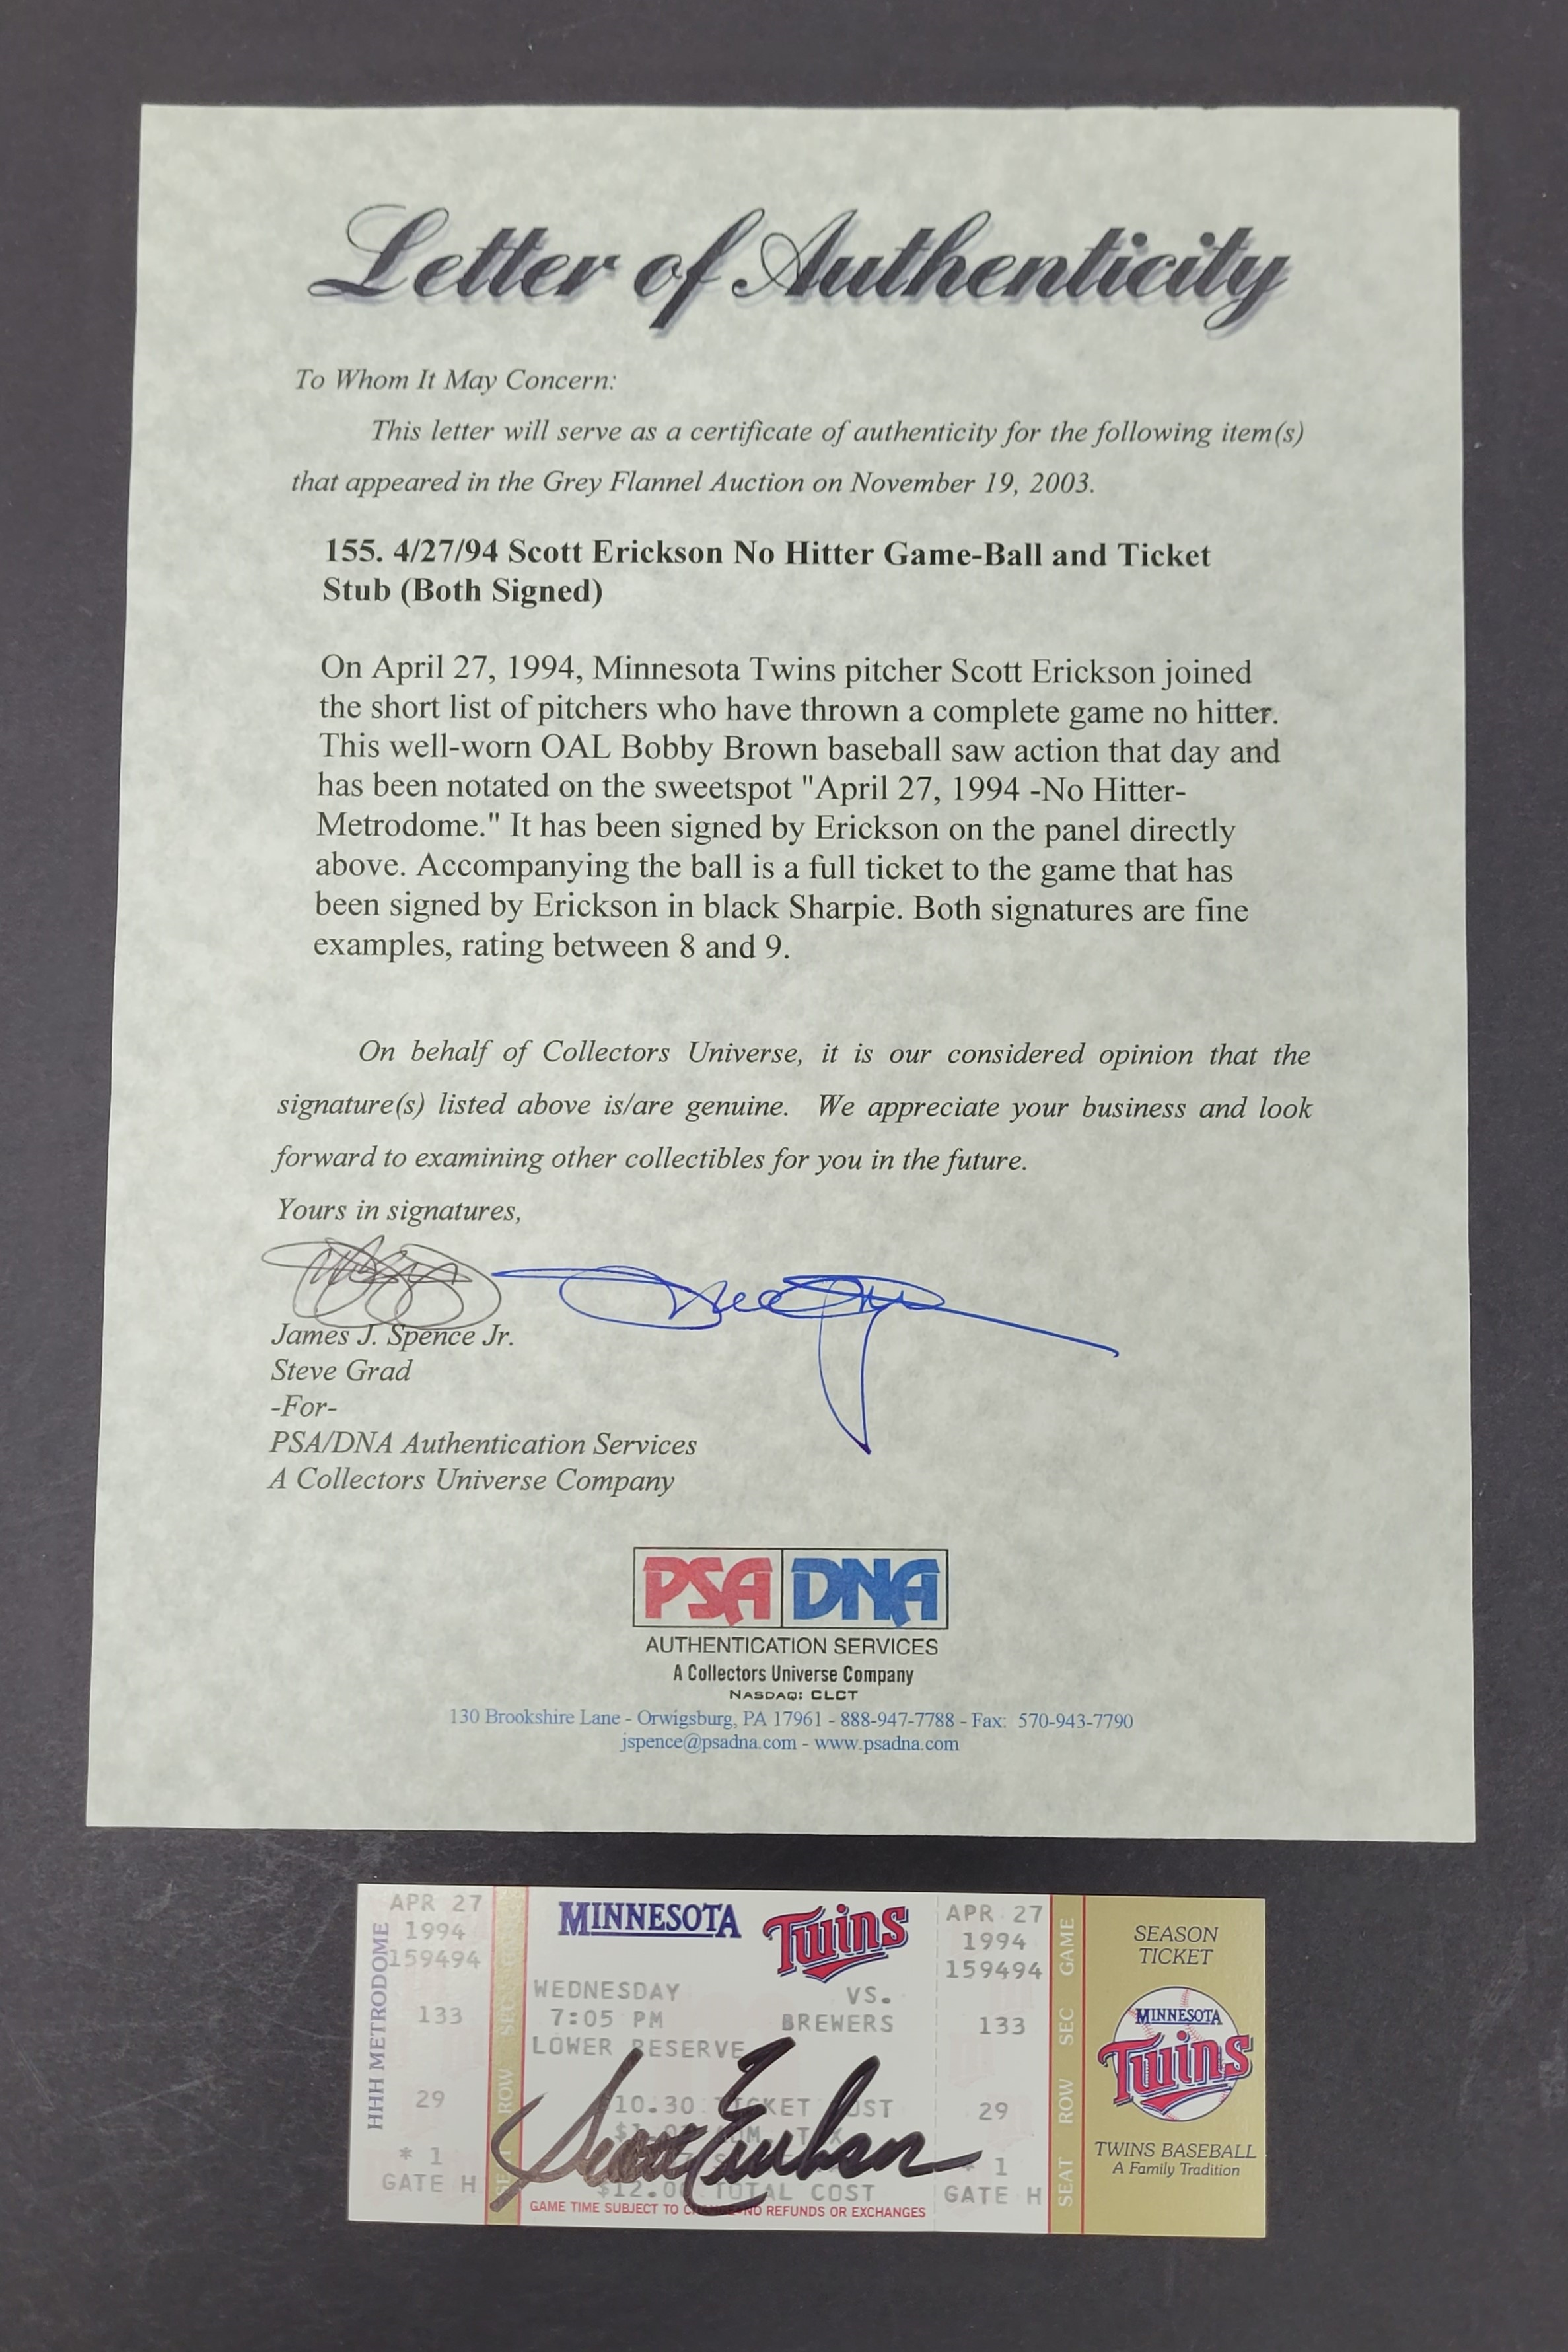 Letter of Authenticity
To Whom It May Concern:
This letter will serve as a certificate of authenticity for the following item(s)
that appeared in the Grey Flannel Auction on November 19, 2003.
155. 4/27/94 Scott Erickson No Hitter Game-Ball and Ticket
Stub (Both Signed)
On April 27, 1994, Minnesota Twins pitcher Scott Erickson joined
the short list of pitchers who have thrown a complete game no hitter.
This well-worn OAL Bobby Brown baseball saw action that day and
has been notated on the sweetspot "April 27, 1994 -No Hitter-
Metrodome." It has been signed by Erickson on the panel directly
above. Accompanying the ball is a full ticket to the game that has
been signed by Erickson in black Sharpie. Both signatures are fine
examples, rating between 8 and 9.
On behalf of Collectors Universe, it is our considered opinion that the
signature(s) listed above is/are genuine. We appreciate your business and look
forward to examining other collectibles for you in the future.
Yours in signatures,
James J. Spence Jr.
Steve Grad
-For-
PSA/DNA Authentication Services
A Collectors Universe Company
PSA DNA
AUTHENTICATION SERVICES
A Collectors Universe Company
NASDAQ: CLCT
130 Brookshire Lane - Orwigsburg, PA 17961 - 888-947-7788 - Fax: 570-943-7790
jspence@psadna.com - www.psadna.com
HHH METRODOME
APR 27
1994
159494
133
29
* 1
GATE H
SEC
ROW
MINNESOTA Twins
WEDNESDAY VS.
7:05 PM BREWERS
LOWER RESERVE
Scott Erickson
$12.00 TOTAL COST
GAME TIME SUBJECT TO NO REFUNDS OR EXCHANGES
APR 27
1994
159494
133
29
1
GATE H
GAME
SEC
ROW
SEAT
SEASON
TICKET
MINNESOTA
Twins
TWINS BASEBALL
A Family Tradition